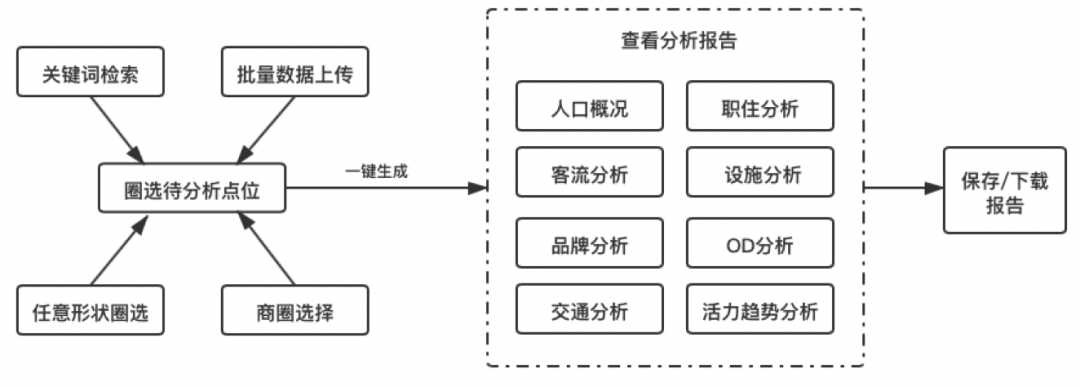 关键词检索
批量数据上传
圈选待分析点位
任意形状圈选
商圈选择
一键生成
查看分析报告
人口概况
职住分析
客流分析
设施分析
品牌分析
OD分析
交通分析
活力趋势分析
保存/下载
报告